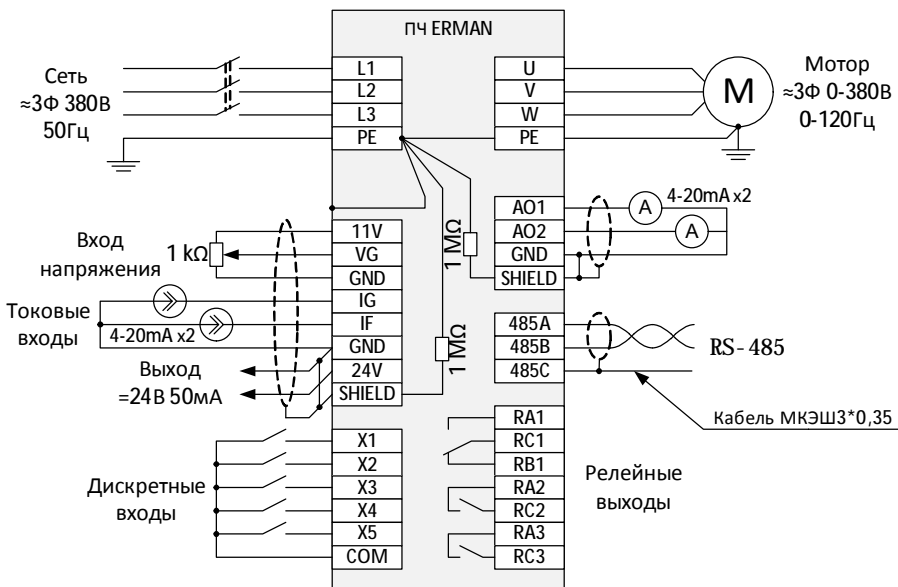 ПЧ ERMAN
Сеть
≈3Ф 380В
50Гц
L1
L2
L3
PE
U
V
W
PE
M
Мотор
≈3Ф 0-380В
0-120Гц
Вход
напряжения
1 kΩ
Токовые
входы
4-20mA x2
Выход
=24В 50мА
11V
VG
GND
IG
IF
GND
24V
SHIELD
1 MΩ
1 MΩ
AO1
AO2
GND
SHIELD
A
A
4-20mA x2
485A
485B
485C
RS-485
Кабель МКЭШ3*0,35
Дискретные
входы
X1
X2
X3
X4
X5
COM
RA1
RC1
RB1
RA2
RC2
RA3
RC3
Релейные
выходы